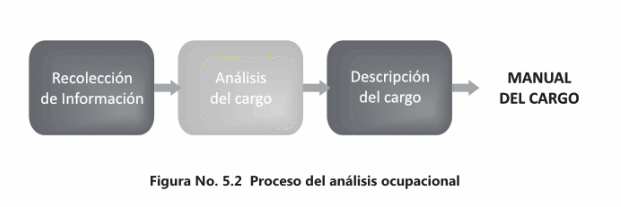 Recolección
de Información
Análisis
del cargo
Descripción
del cargo
MANUAL
DEL CARGO
Figura No. 5.2 Proceso del análisis ocupacional